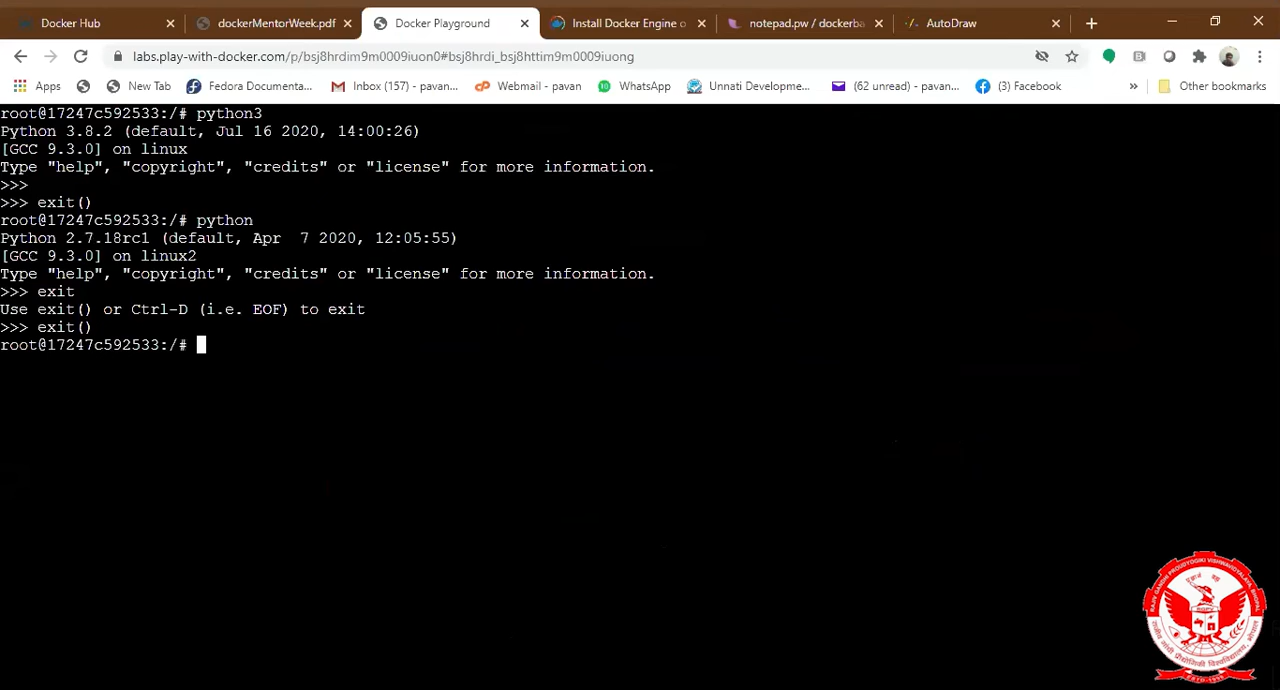 Docker Hub
dockerMentorWeek.pdf
Docker Playground
Install Docker Engine o
notepad.pw / dockerba
AutoDraw
labs.play-with-docker.com/p/bsj8hrdim9m0009iuon0#bsj8hrdi_bsj8httim9m0009iuong
Apps
New Tab
Fedora Documenta...
Inbox (157) - pavan...
Webmail - pavan
WhatsApp
Unnati Developme...
(62 unread) - pavan...
(3) Facebook
»
Other bookmarks
root@17247c592533:/# python3
Python 3.8.2 (default, Jul 16 2020, 14:00:26)
[GCC 9.3.0] on linux
Type "help", "copyright", "credits" or "license" for more information.
>>>
>>> exit()
root@17247c592533:/# python
Python 2.7.18rc1 (default, Apr  7 2020, 12:05:55)
[GCC 9.3.0] on linux2
Type "help", "copyright", "credits" or "license" for more information.
>>> exit
Use exit() or Ctrl-D (i.e. EOF) to exit
>>> exit()
root@17247c592533:/#
RAJIV GANDHI PROUDYOGIKI VISHWAVIDYALAYA, BHOPAL